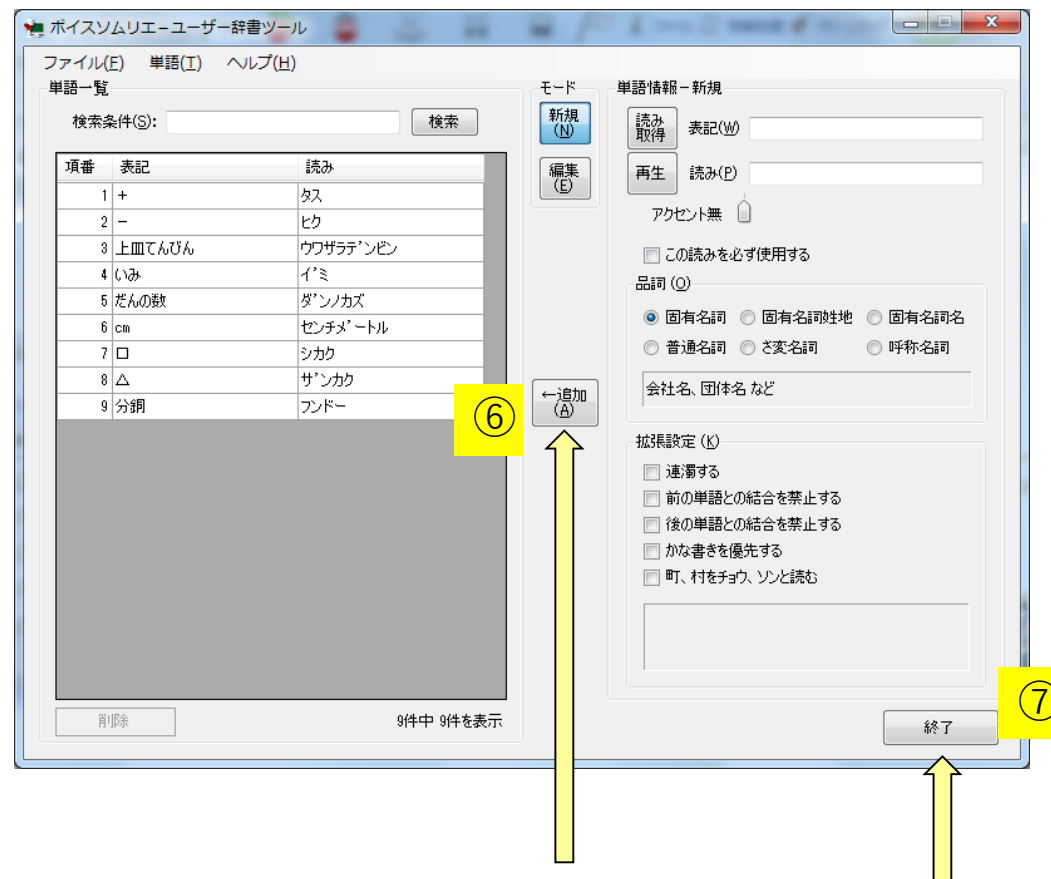 ボイスソムリエ－ユーザー辞書ツール
ファイル(F) 単語(T) ヘルプ(H)
単語一覧
検索条件(S): 検索
項番 表記 読み
1 + タス
2 － ヒク
3 上皿てんびん ウワザラテ'ンビン
4 いみ イ'ミ
5 だんの数 ダ'ンノカズ
6 cm センチメ'ートル
7 □ シカク
8 △ サ'ンカク
9 分銅 フンドー
削除 9件中 9件を表示
モード
新規
(N)
編集
(E)
⑥
←追加
(A)
単語情報－新規
読み
取得
表記(W)
再生 読み(P)
アクセント無
この読みを必ず使用する
品詞 (O)
固有名詞 固有名詞姓地 固有名詞名
普通名詞 さ変名詞 呼称名詞
会社名、団体名 など
拡張設定 (K)
連濁する
前の単語との結合を禁止する
後の単語との結合を禁止する
かな書きを優先する
町、村をチョウ、ソンと読む
⑦
終了